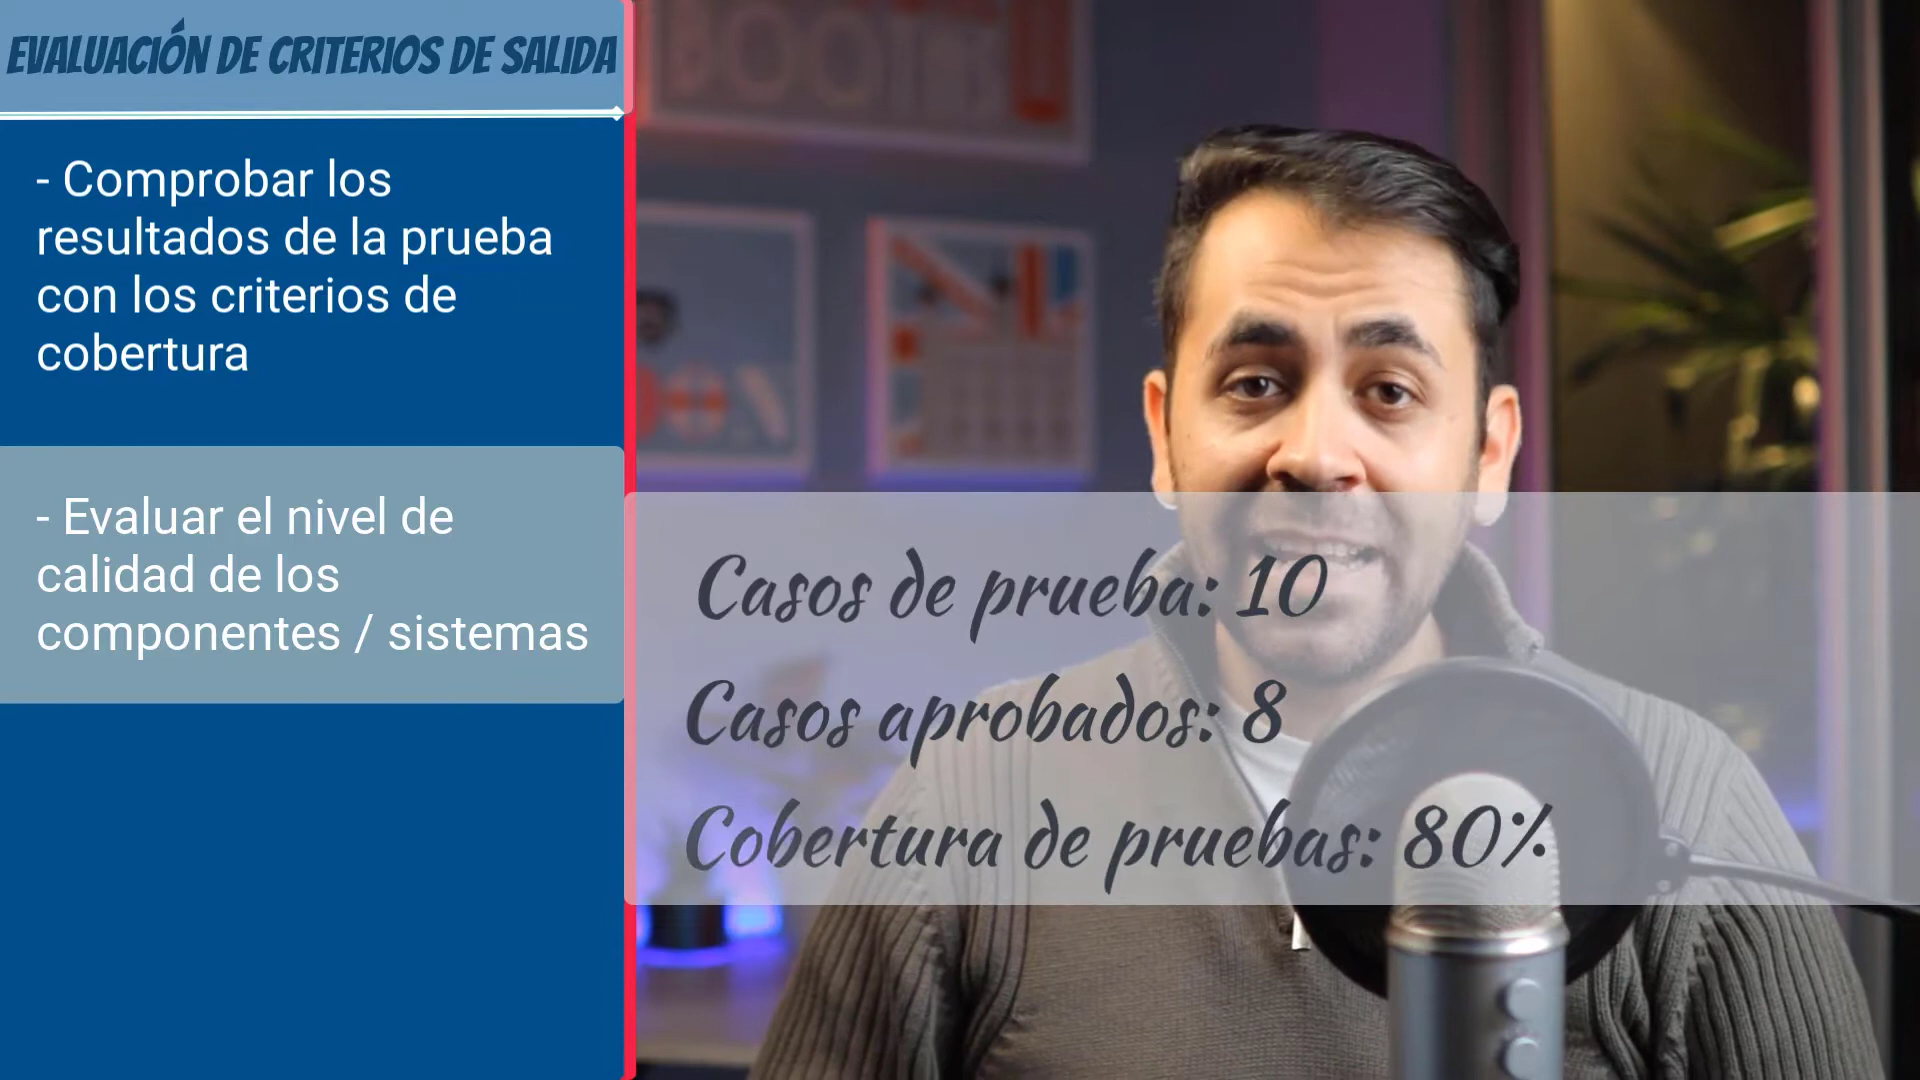 EVALUACIÓN DE CRITERIOS DE SALIDA
- Comprobar los
resultados de la prueba
con los criterios de
cobertura
- Evaluar el nivel de
calidad de los
componentes / sistemas
Casos de prueba: 10
Casos aprobados: 8
Cobertura de pruebas: 80%